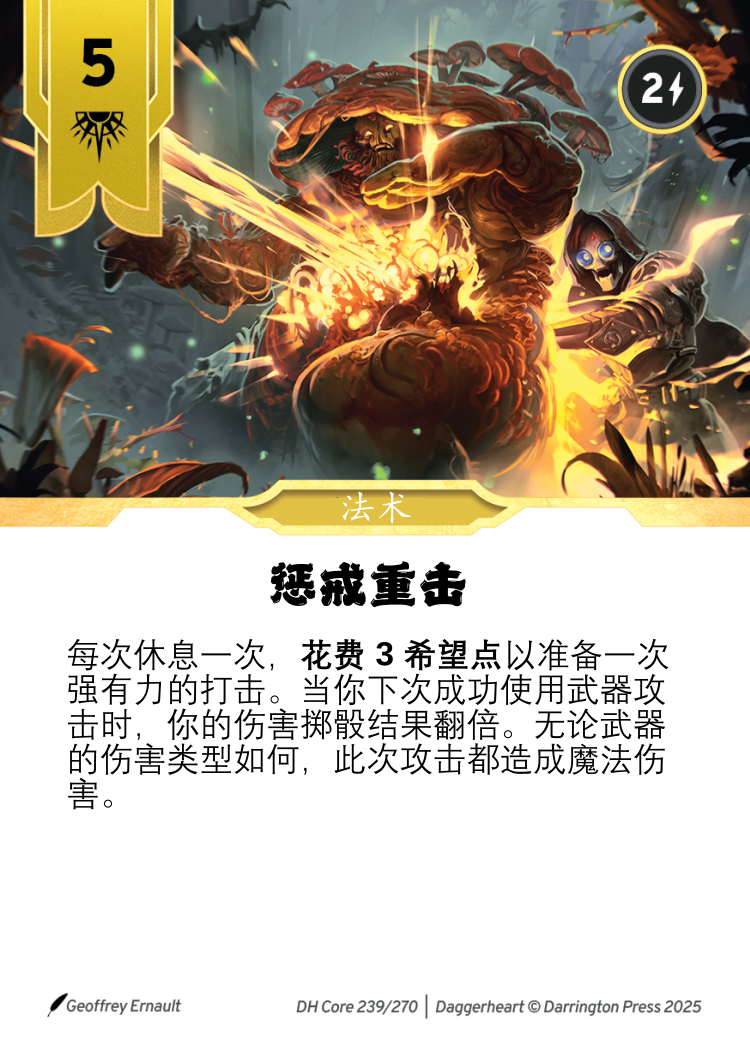 5
2
法术
惩戒重击
每次休息一次，花费 3 希望点以准备一次
强有力的打击。当你下次成功使用武器攻
击时，你的伤害掷骰结果翻倍。无论武器
的伤害类型如何，此次攻击都造成魔法伤
害。
Geoffrey Ernault
DH Core 239/270 | Daggerheart © Darrington Press 2025